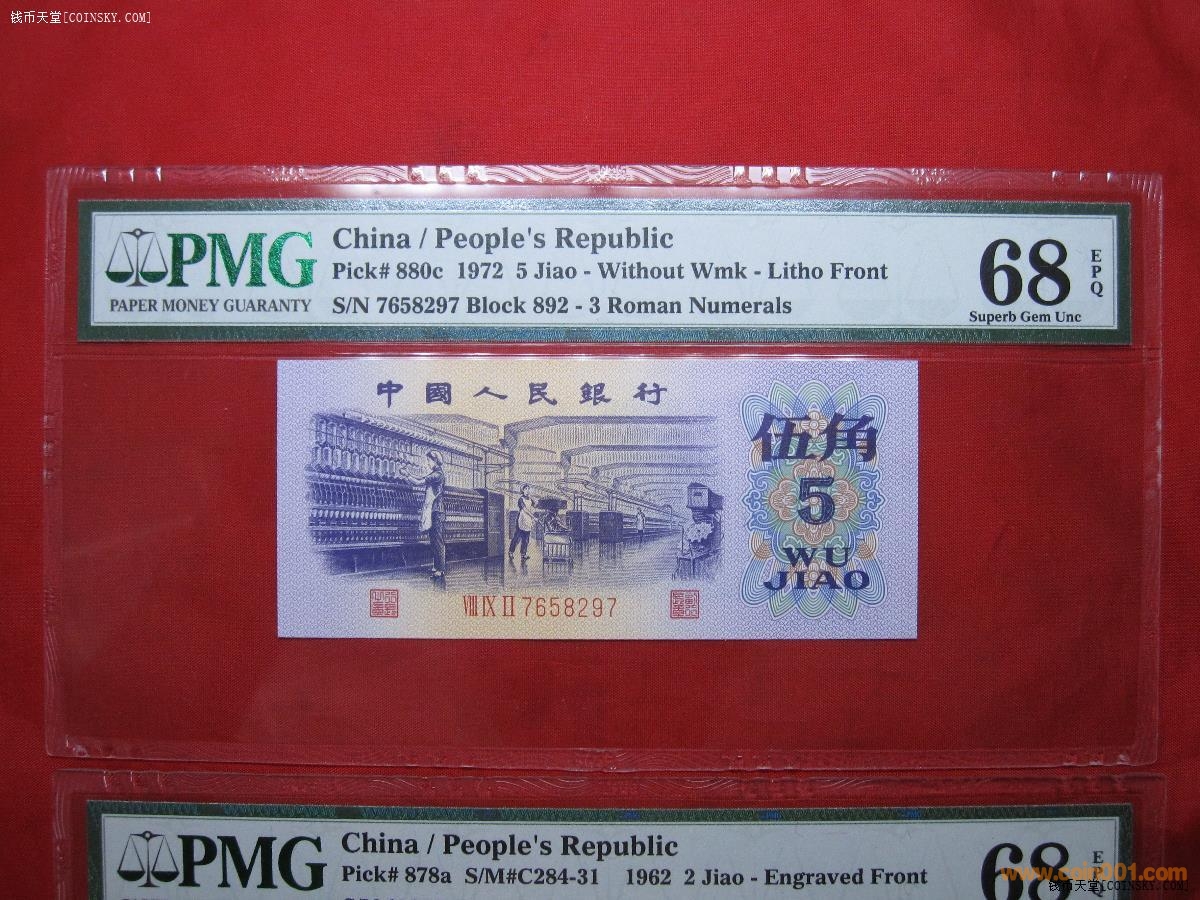 钱币天堂[COINSKY.COM]
PMG
PAPER MONEY GUARANTY
China / People's Republic
Pick# 880c 1972 5 Jiao - Without Wmk - Litho Front
S/N 7658297 Block 892 - 3 Roman Numerals
68
EPQ
Superb Gem Unc
中國人民銀行
伍角
5
WU
JIAO
VIII IX II 7658297
PMG
China / People's Republic
Pick# 878a S/M#C284-31 1962 2 Jiao - Engraved Front
68
www.coin001.com
钱币天堂[COINSKY.COM]